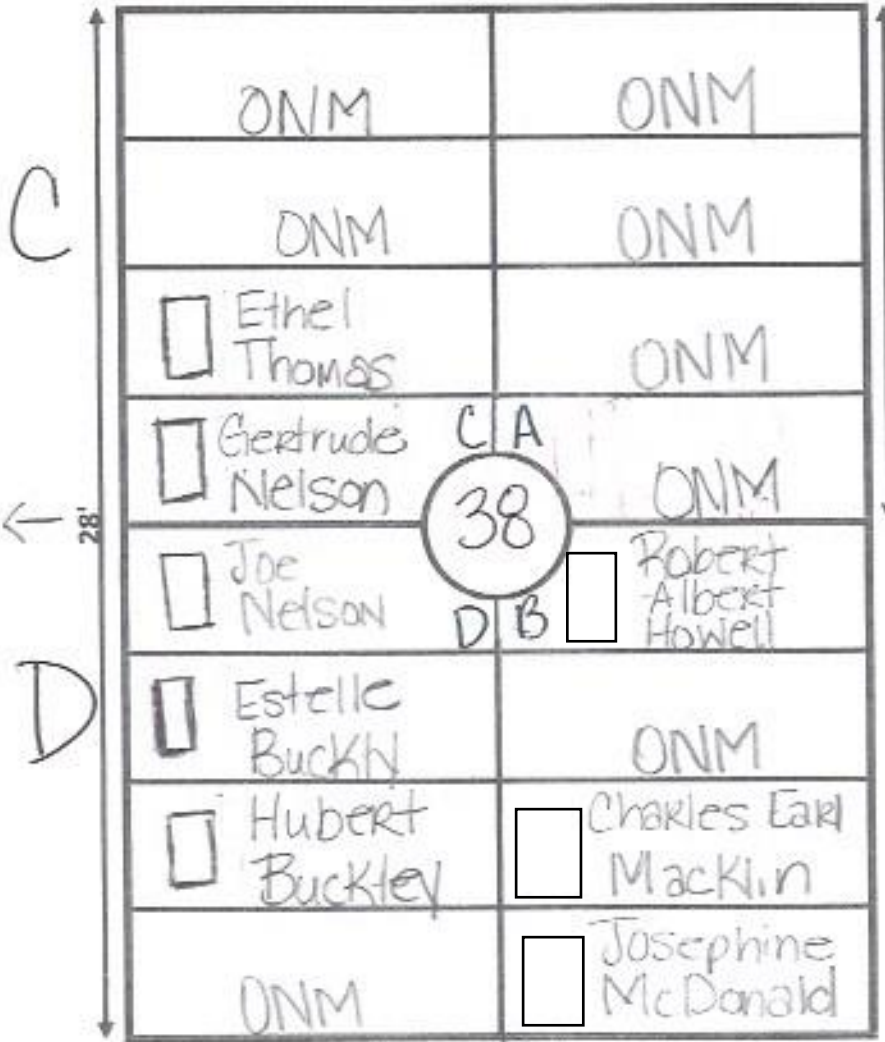 ONM ONM
C
ONM ONM
Ethel
Thomas
ONM
Gertrude
Nelson
C A
ONM
38
28'
Joe
Nelson
D B
Robert
Albert
Howell
D
Estelle
Buckly
ONM
Hubert
Buckley
Charles Earl
Macklin
ONM
Josephine
McDonald